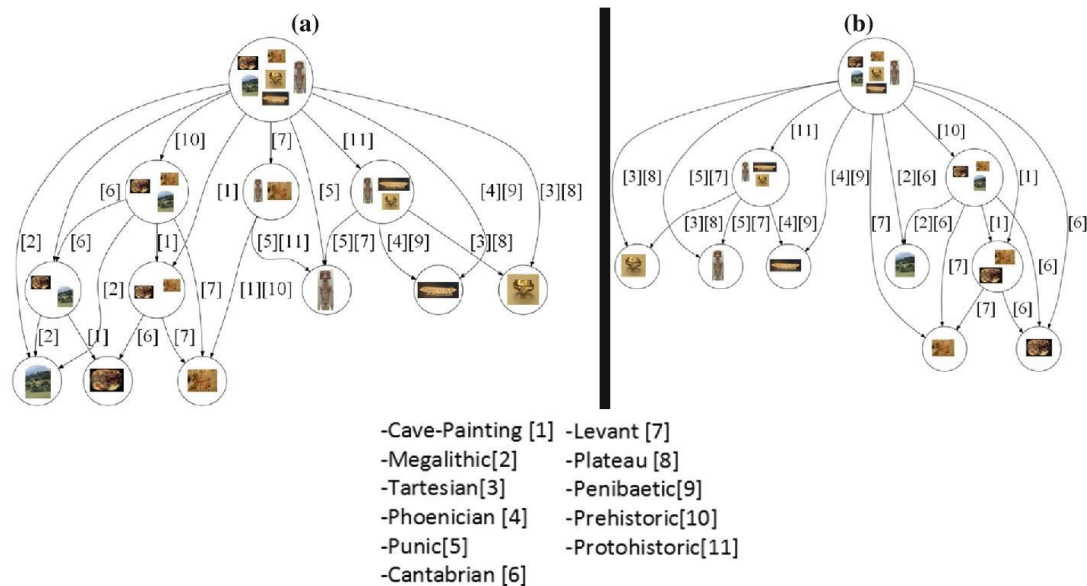 (a) (b)
[10] [7] [11] [11] [10]
[6] [1] [5] [4][9] [3][8] [3][8] [5][7] [4][9] [2][6] [1]
[2] [6] [1] [5][11] [5][7] [4][9] [3][8] [3][8] [5][7] [4][9] [7] [2][6] [1] [6]
[2] [7] [1][10] [7] [6]
[2] [1] [6] [7] [7] [6]
-Cave-Painting [1] -Levant [7]
-Megalithic[2] -Plateau [8]
-Tartesian[3] -Penibaetic[9]
-Phoenician [4] -Prehistoric[10]
-Punic[5] -Protohistoric[11]
-Cantabrian [6]